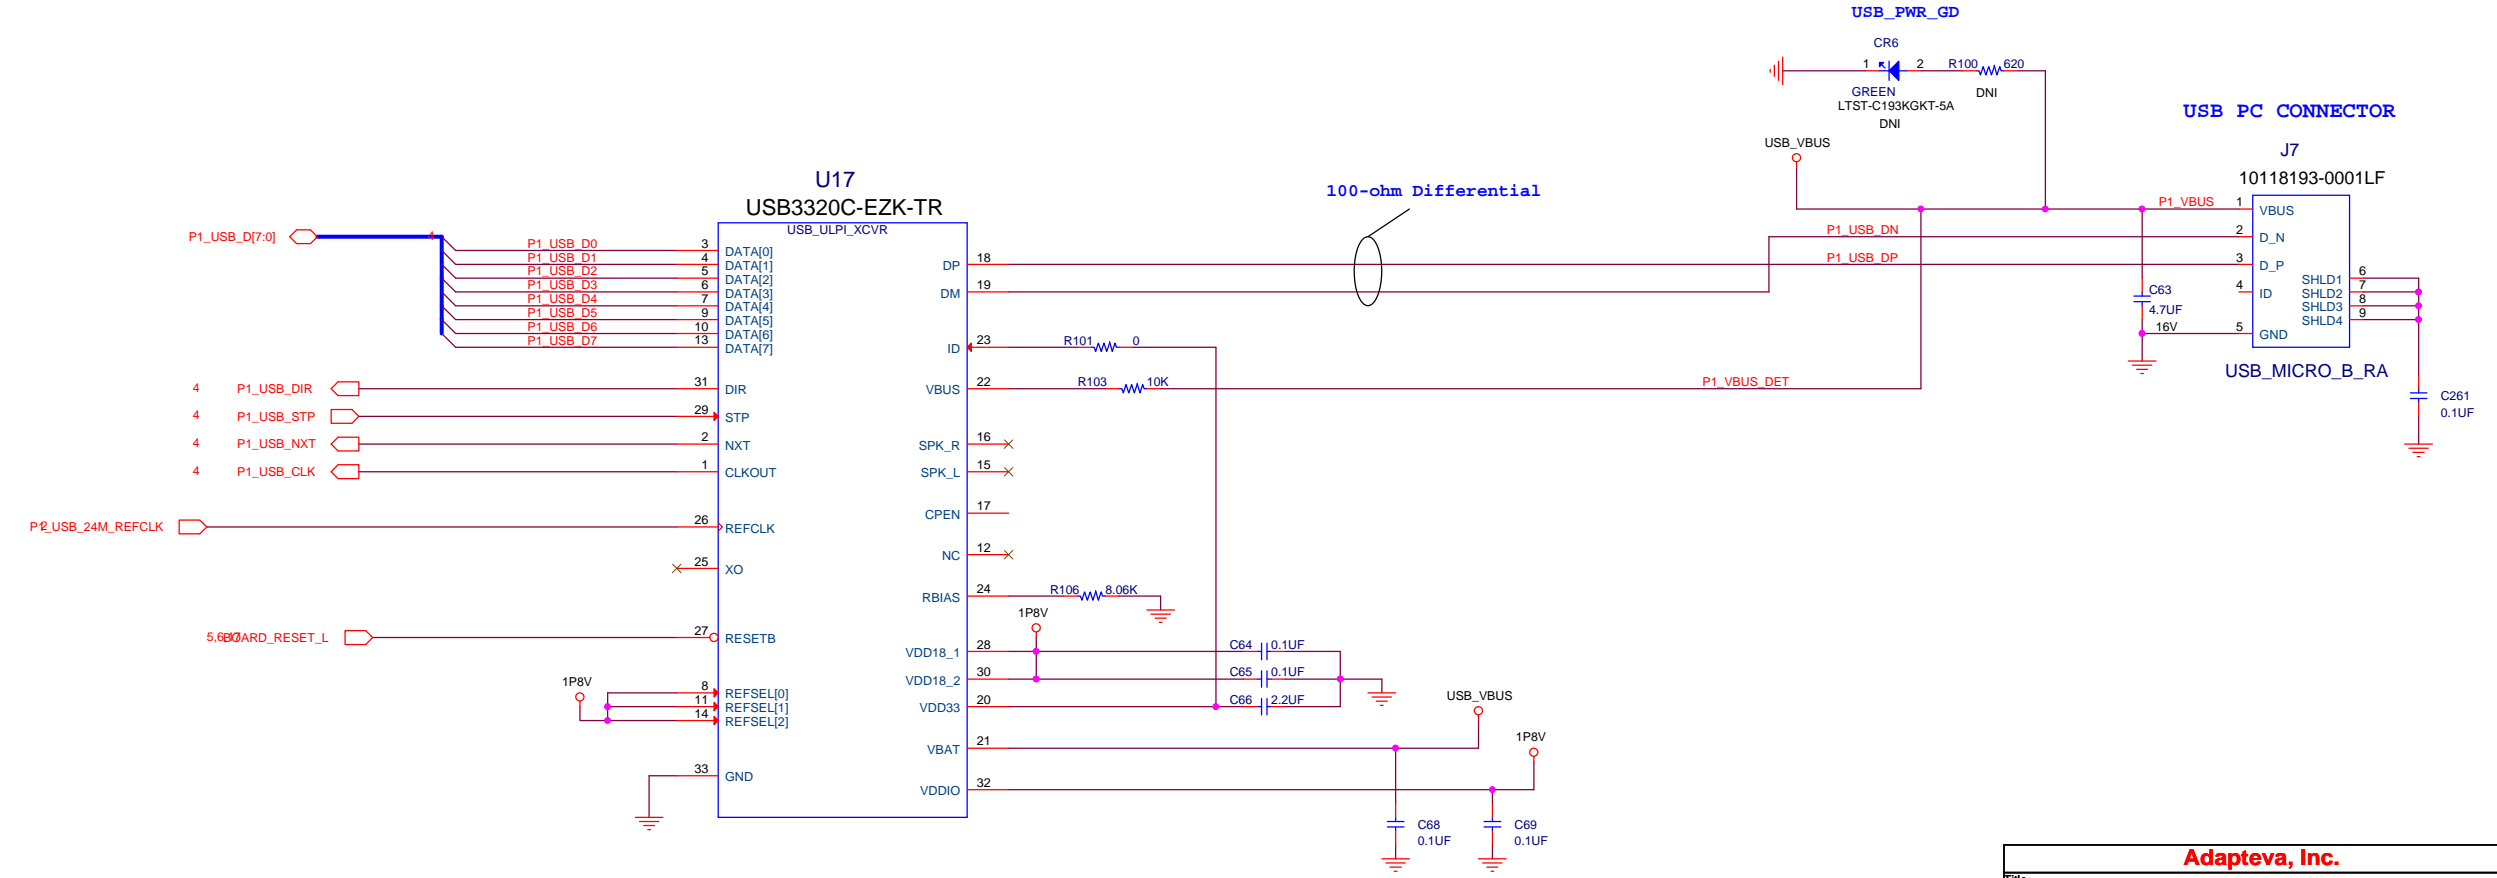 USB_PWR_GD
CR6
1 2 R100 620
GREEN
LTST-C193KGKT-5A
DNI
DNI
USB PC CONNECTOR
USB_VBUS
J7
10118193-0001LF
U17
USB3320C-EZK-TR
USB_ULPI_XCVR
100-ohm Differential
P1_VBUS 1 VBUS
P1_USB_DN 2 D_N
P1_USB_DP 3 D_P
4 ID
5 GND
SHLD1 6
SHLD2 7
SHLD3 8
SHLD4 9
C63
4.7UF
16V
USB_MICRO_B_RA
C261
0.1UF
P1_USB_D[7:0] 4
P1_USB_D0 3 DATA[0]
P1_USB_D1 4 DATA[1]
P1_USB_D2 5 DATA[2]
P1_USB_D3 6 DATA[3]
P1_USB_D4 7 DATA[4]
P1_USB_D5 9 DATA[5]
P1_USB_D6 10 DATA[6]
P1_USB_D7 13 DATA[7]
4 P1_USB_DIR 31 DIR
4 P1_USB_STP 29 STP
4 P1_USB_NXT 2 NXT
4 P1_USB_CLK 1 CLKOUT
P1_USB_24M_REFCLK 26 REFCLK
25 XO
BOARD_RESET_L 27 RESETB
1P8V
8 REFSEL[0]
11 REFSEL[1]
14 REFSEL[2]
33 GND
DP 18
DM 19
ID 23 R101 0
VBUS 22 R103 10K P1_VBUS_DET
SPK_R 16
SPK_L 15
CPEN 17
NC 12
RBIAS 24 R106 8.06K
1P8V
VDD18_1 28 C64 0.1UF
VDD18_2 30 C65 0.1UF
VDD33 20 C66 2.2UF
USB_VBUS
VBAT 21
1P8V
VDDIO 32
C68
0.1UF
C69
0.1UF
Adapteva, Inc.